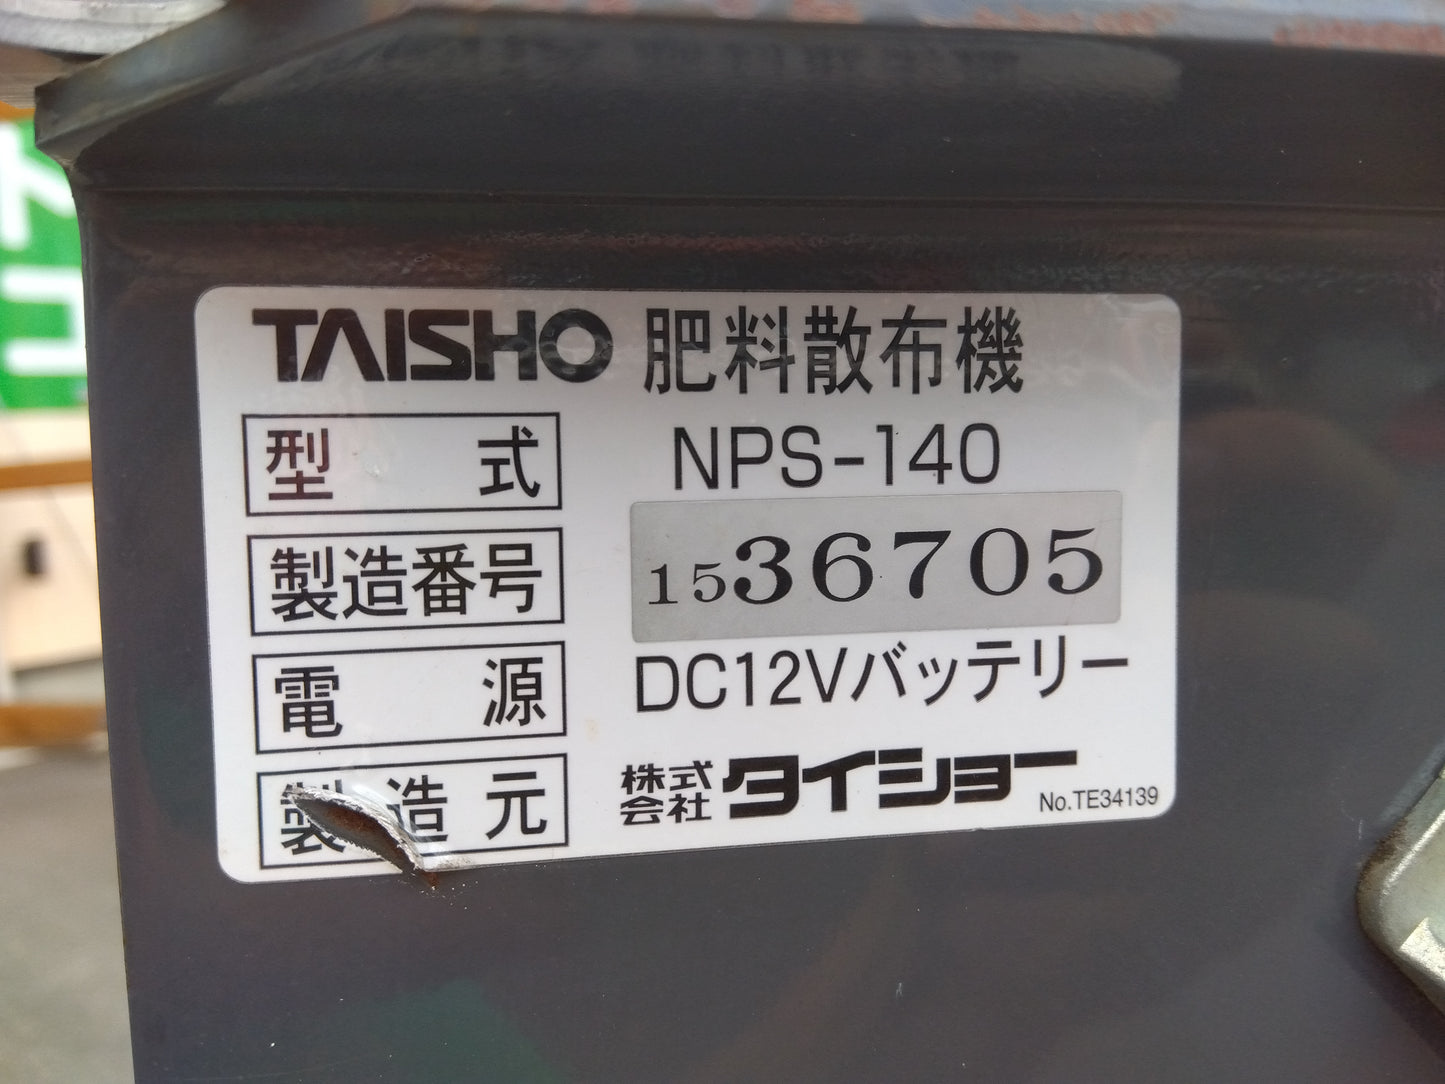 TAISHO 肥料散布機
型式 NPS-140
製造番号 1536705
電源 DC12Vバッテリー
製造元 株式会社タイショー No.TE34139